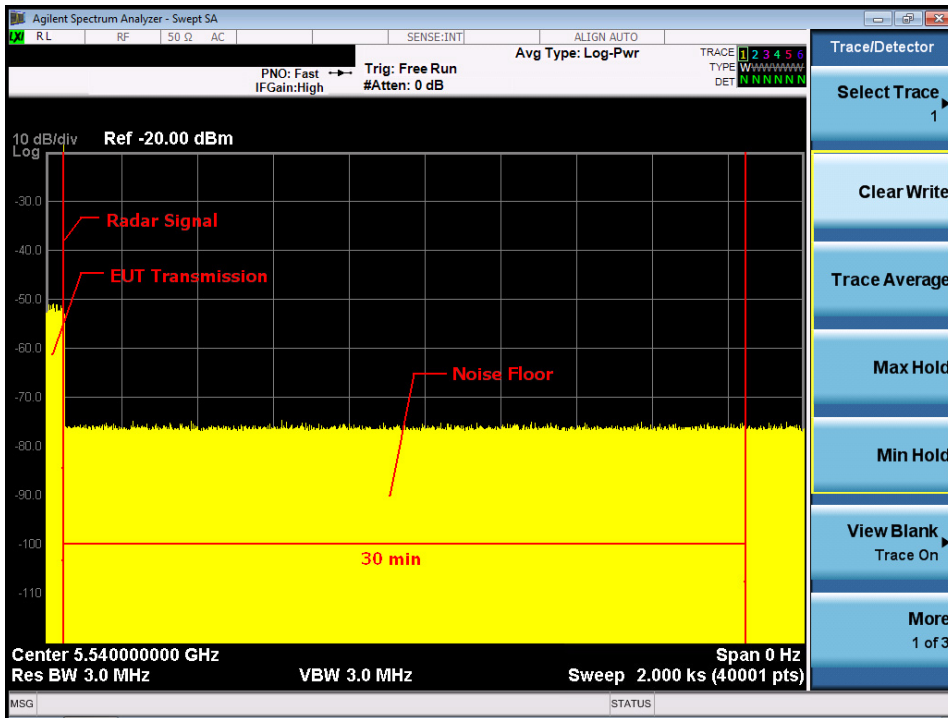 Agilent Spectrum Analyzer - Swept SA
LXI RL RF 50 Ω AC SENSE:INT ALIGN AUTO
Avg Type: Log-Pwr
TRACE 1 2 3 4 5 6
TYPE WWWWWW
DET N N N N N N
PNO: Fast
IFGain:High
Trig: Free Run
#Atten: 0 dB
10 dB/div
Log
Ref -20.00 dBm
-30.0
-40.0
-50.0
-60.0
-70.0
-80.0
-90.0
-100
-110
Radar Signal
EUT Transmission
Noise Floor
30 min
Center 5.540000000 GHz
Span 0 Hz
Res BW 3.0 MHz
VBW 3.0 MHz
Sweep 2.000 ks (40001 pts)
MSG
STATUS
Trace/Detector
Select Trace
1
Clear Write
Trace Average
Max Hold
Min Hold
View Blank
Trace On
More
1 of 3